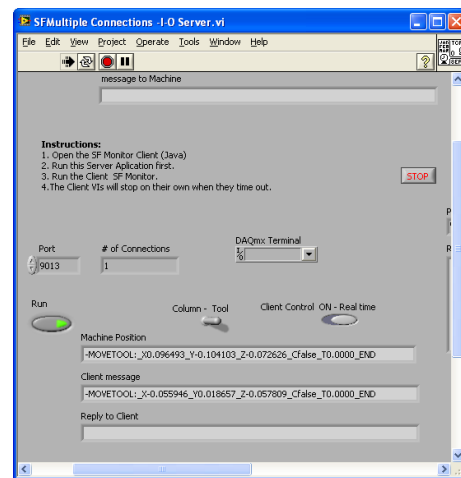 SFMultiple Connections -I-O Server.vi
File Edit View Project Operate Tools Window Help
message to Machine
Instructions:
1. Open the SF Monitor Client (Java)
2. Run this Server Aplication first.
3. Run the Client SF Monitor.
4.The Client VIs will stop on their own when they time out.
STOP
Port # of Connections DAQmx Terminal
9013 1
Run Column - Tool Client Control ON - Real time
Machine Position
-MOVETOOL:_X0.096493_Y-0.104103_Z-0.072626_Cfalse_T0.0000_END
Client message
-MOVETOOL:_X-0.055946_Y0.018657_Z-0.057809_Cfalse_T0.0000_END
Reply to Client